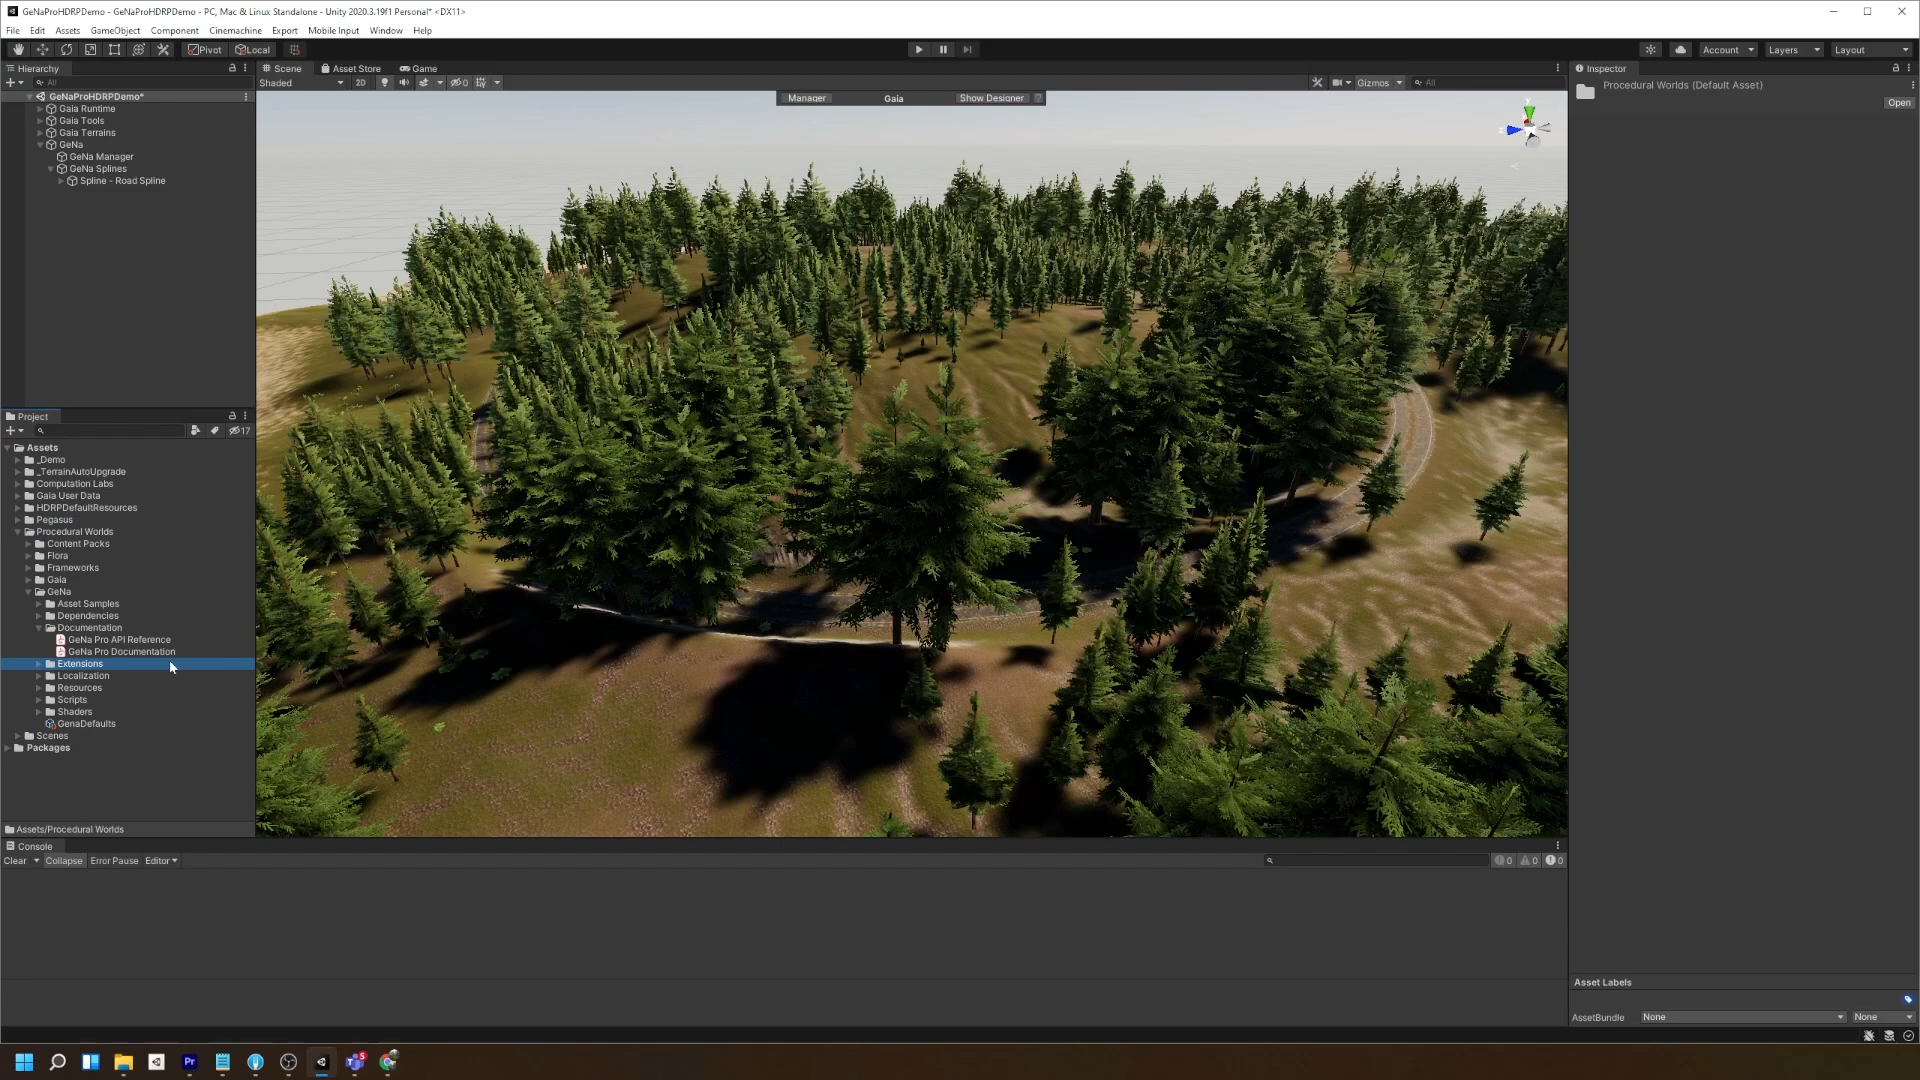 GeNaProHDRPDemo - GeNaProHDRPDemo - PC, Mac & Linux Standalone - Unity 2020.3.19f1 Personal* <DX11>
File Edit Assets GameObject Component Cinemachine Export Mobile Input Window Help
Pivot Local Account Layers Layout
Hierarchy
All
GeNaProHDRPDemo*
Gaia Runtime
Gaia Tools
Gaia Terrains
GeNa
GeNa Manager
GeNa Splines
Spline - Road Spline
Scene Asset Store Game
Shaded 2D 0 Gizmos All
Manager Gaia Show Designer
Inspector
Procedural Worlds (Default Asset)
Open
Project
17
Assets
_Demo
_TerrainAutoUpgrade
Computation Labs
Gaia User Data
HDRPDefaultResources
Pegasus
Procedural Worlds
Content Packs
Flora
Frameworks
Gaia
GeNa
Asset Samples
Dependencies
Documentation
GeNa Pro API Reference
GeNa Pro Documentation
Extensions
Localization
Resources
Scripts
Shaders
GenaDefaults
Scenes
Packages
Assets/Procedural Worlds
Console
Clear Collapse Error Pause Editor
0 0 0
Asset Labels
AssetBundle None None
Pr
5